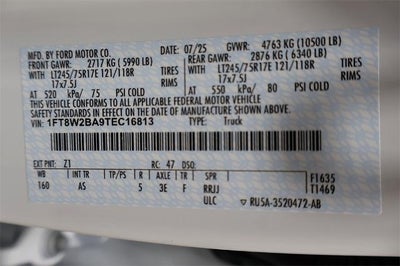 MFD. BY FORD MOTOR CO. 07/25 GVWR: 4763 KG (10500 LB)
FRONT GAWR: 2717 KG (5990 LB) REAR GAWR: 2876 KG (6340 LB)
LT245/75R17E 121/118R TIRES WITH LT245/75R17E 121/118R TIRES
17x7.5J RIMS 17x7.5J RIMS
AT 520 kPa/ 75 PSI COLD AT 550 kPa/ 80 PSI COLD
THIS VEHICLE CONFORMS TO ALL APPLICABLE FEDERAL MOTOR VEHICLE
SAFETY STANDARDS IN EFFECT ON THE DATE OF MANUFACTURE SHOWN ABOVE.
VIN: 1FT8W2BA9TEC16813 TYPE: Truck
EXT PNT: Z1 RC: 47 DSO:
WB INT TR TP/PS R AXLE TR SPR F1635
160 AS 5 3E F RRJJ T1469
ULC RU5A-3520472-AB